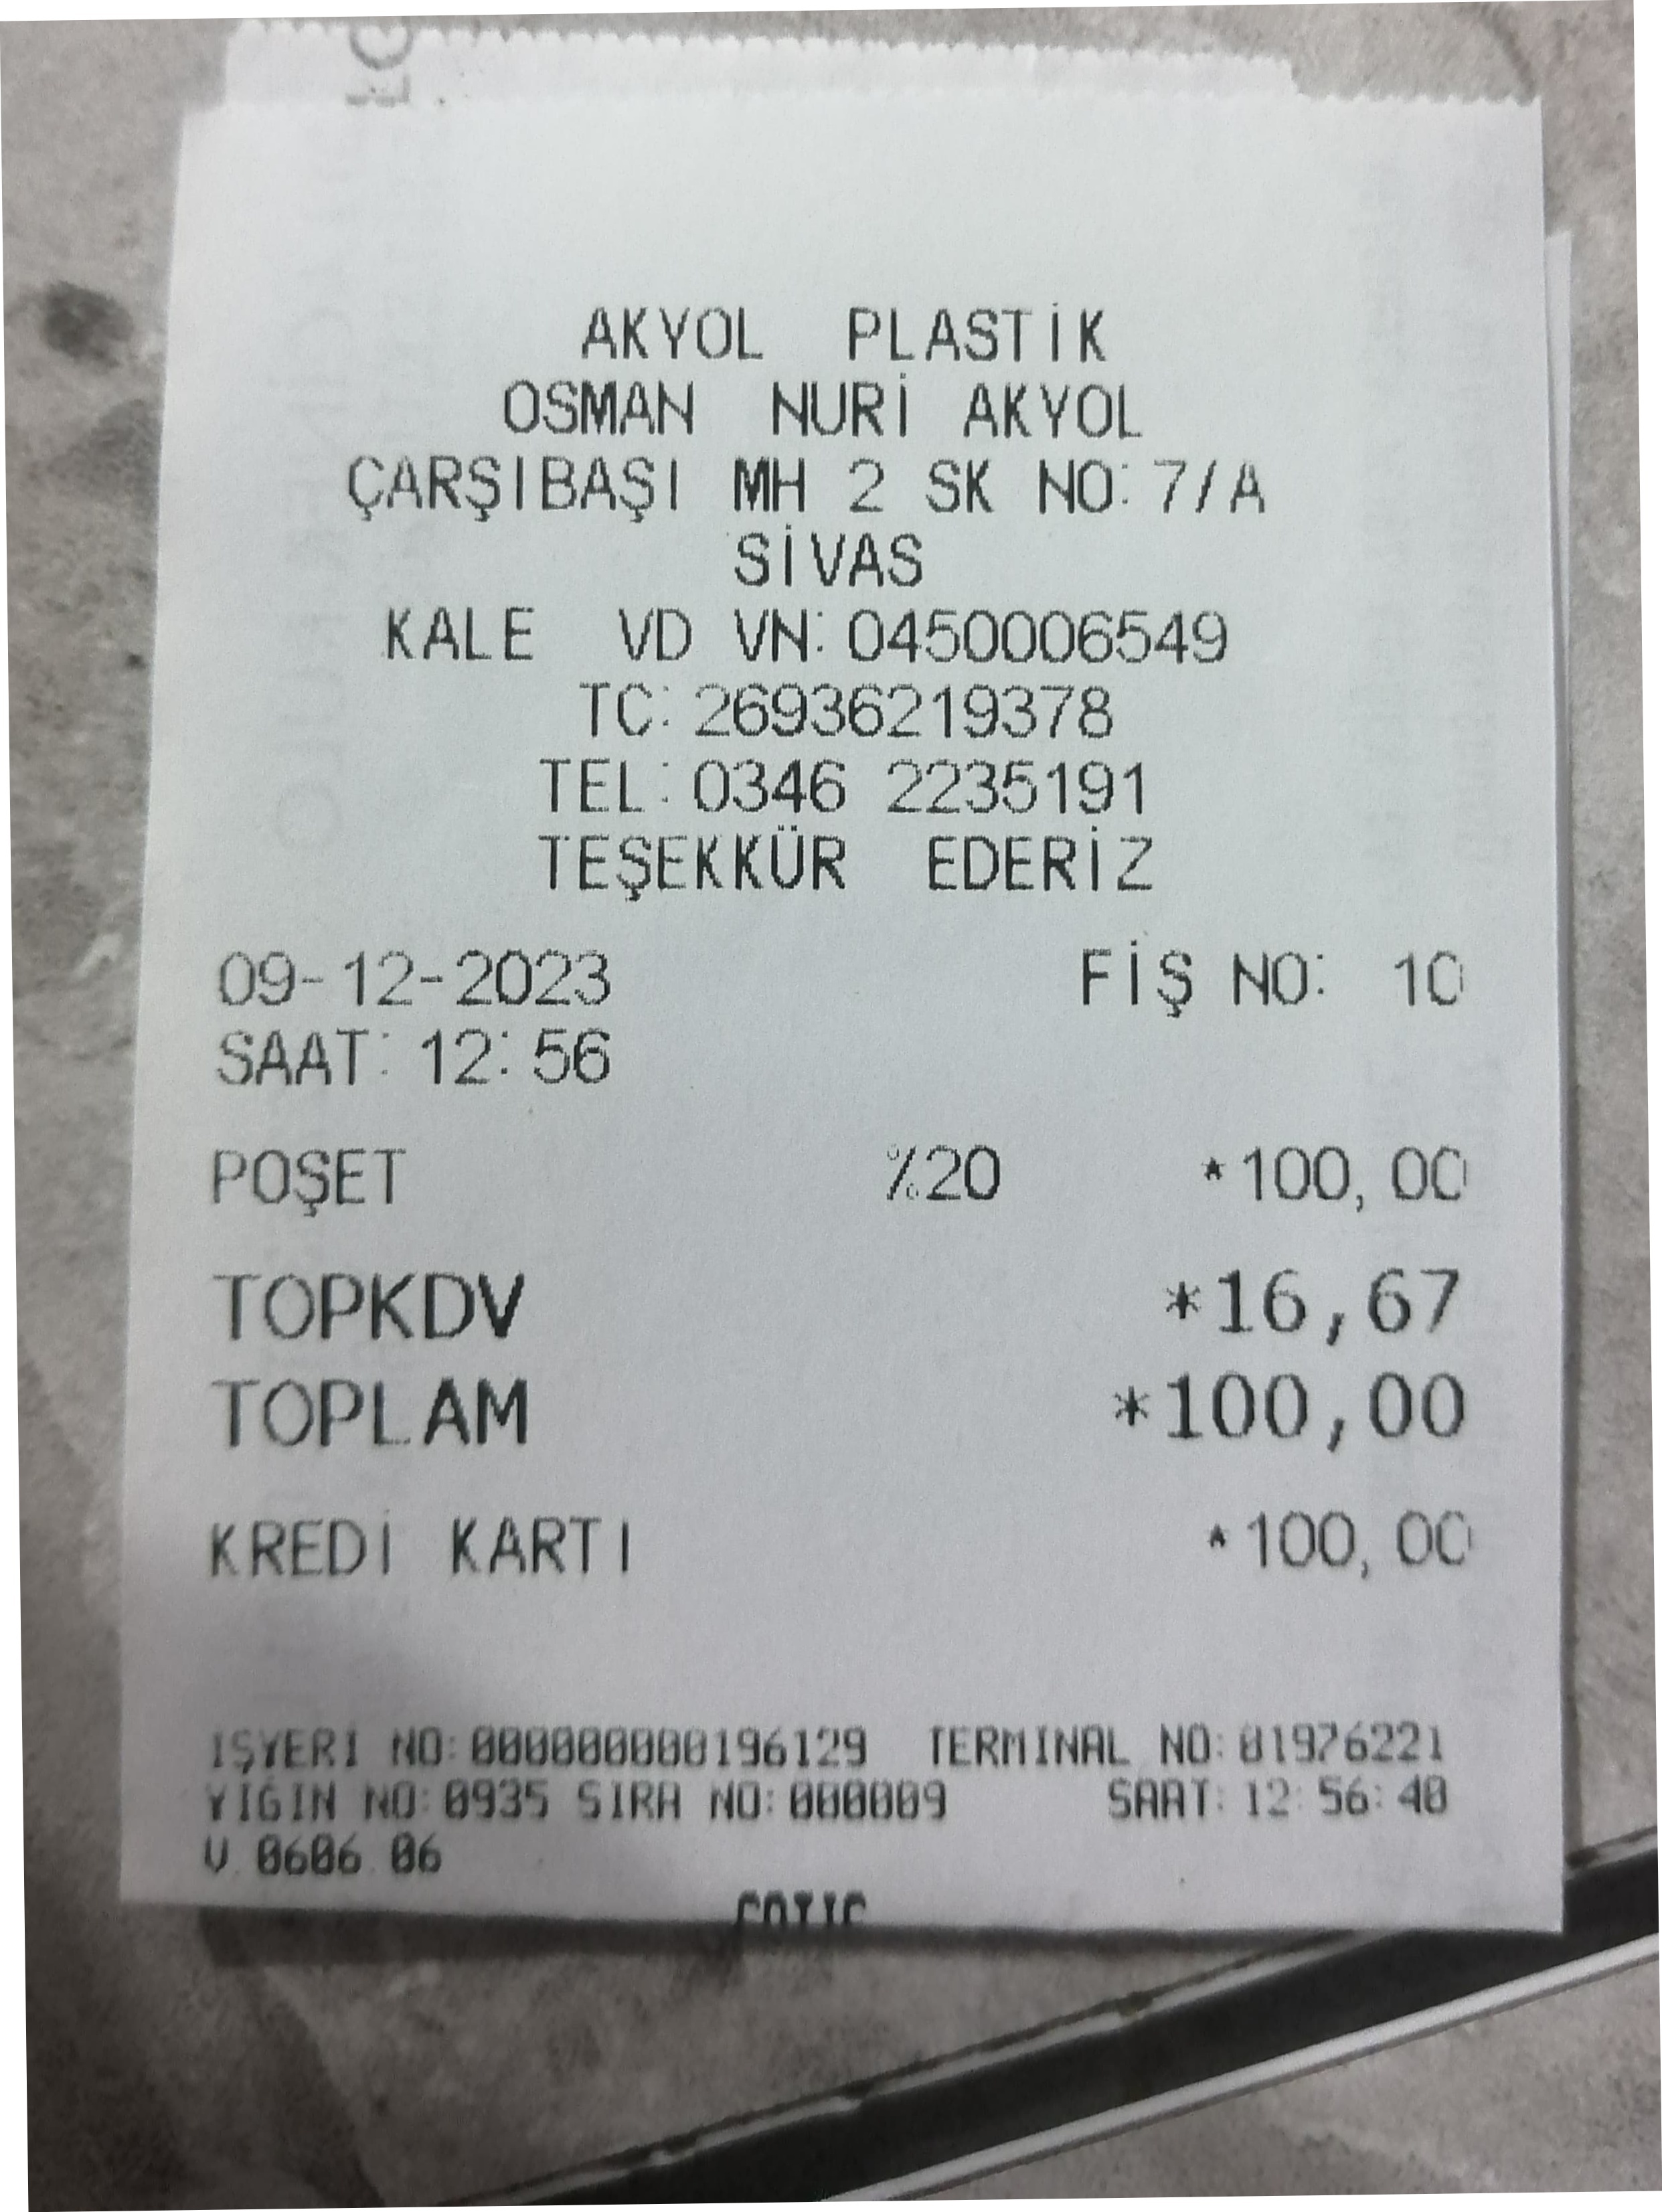 AKYOL PLASTİK
OSMAN NURİ AKYOL
ÇARŞIBAŞI MH 2 SK NO:7/A
SİVAS
KALE VD VN:0450006549
TC:26936219378
TEL:0346 2235191
TEŞEKKÜR EDERİZ
09-12-2023 FİŞ NO: 10
SAAT:12:56
POŞET %20 *100,00
TOPKDV *16,67
TOPLAM *100,00
KREDİ KARTI *100,00
IŞYERI NO:000000000196129 TERMINAL NO:01976221
YIĞIN NO:0935 SIRA NO:000009 SAAT:12:56:40
V.0606.06